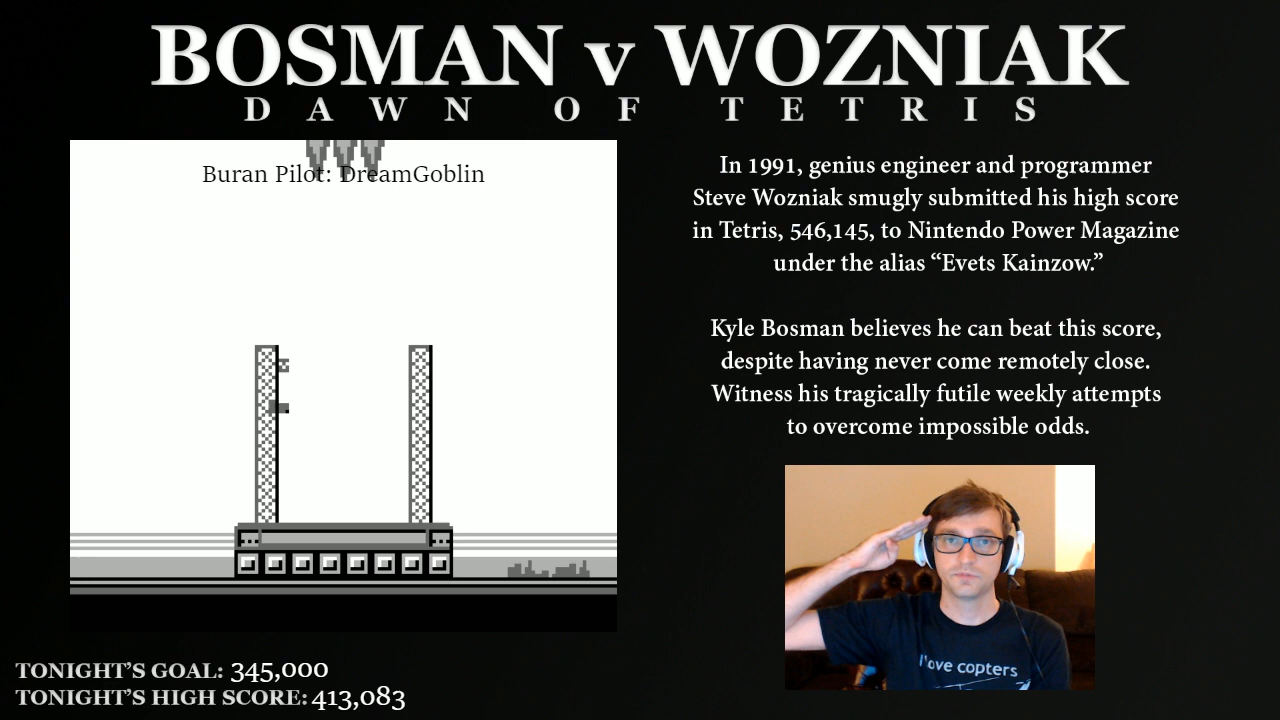 BOSMAN v WOZNIAK
DAWN OF TETRIS
Buran Pilot: DreamGoblin
In 1991, genius engineer and programmer
Steve Wozniak smugly submitted his high score
in Tetris, 546,145, to Nintendo Power Magazine
under the alias “Evets Kainzow.”
Kyle Bosman believes he can beat this score,
despite having never come remotely close.
Witness his tragically futile weekly attempts
to overcome impossible odds.
I love copters
TONIGHT’S GOAL: 345,000
TONIGHT’S HIGH SCORE: 413,083